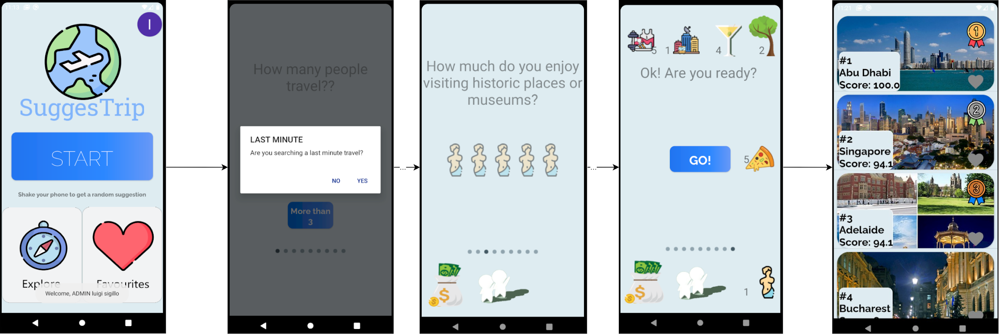 11:13
I
SuggesTrip
START
Shake your phone to get a random suggestion
Explore
Favourites
Welcome, ADMIN luigi sigillo
How many people
travel??
LAST MINUTE
Are you searching a last minute travel?
NO YES
More than
3
...
How much do you enjoy
visiting historic places or
museums?
...
5 1 4 2
Ok! Are you ready?
GO!
5
1
11:21
1
#1
Abu Dhabi
Score: 100.0
2
#2
Singapore
Score: 94.1
3
#3
Adelaide
Score: 94.1
#4
Bucharest